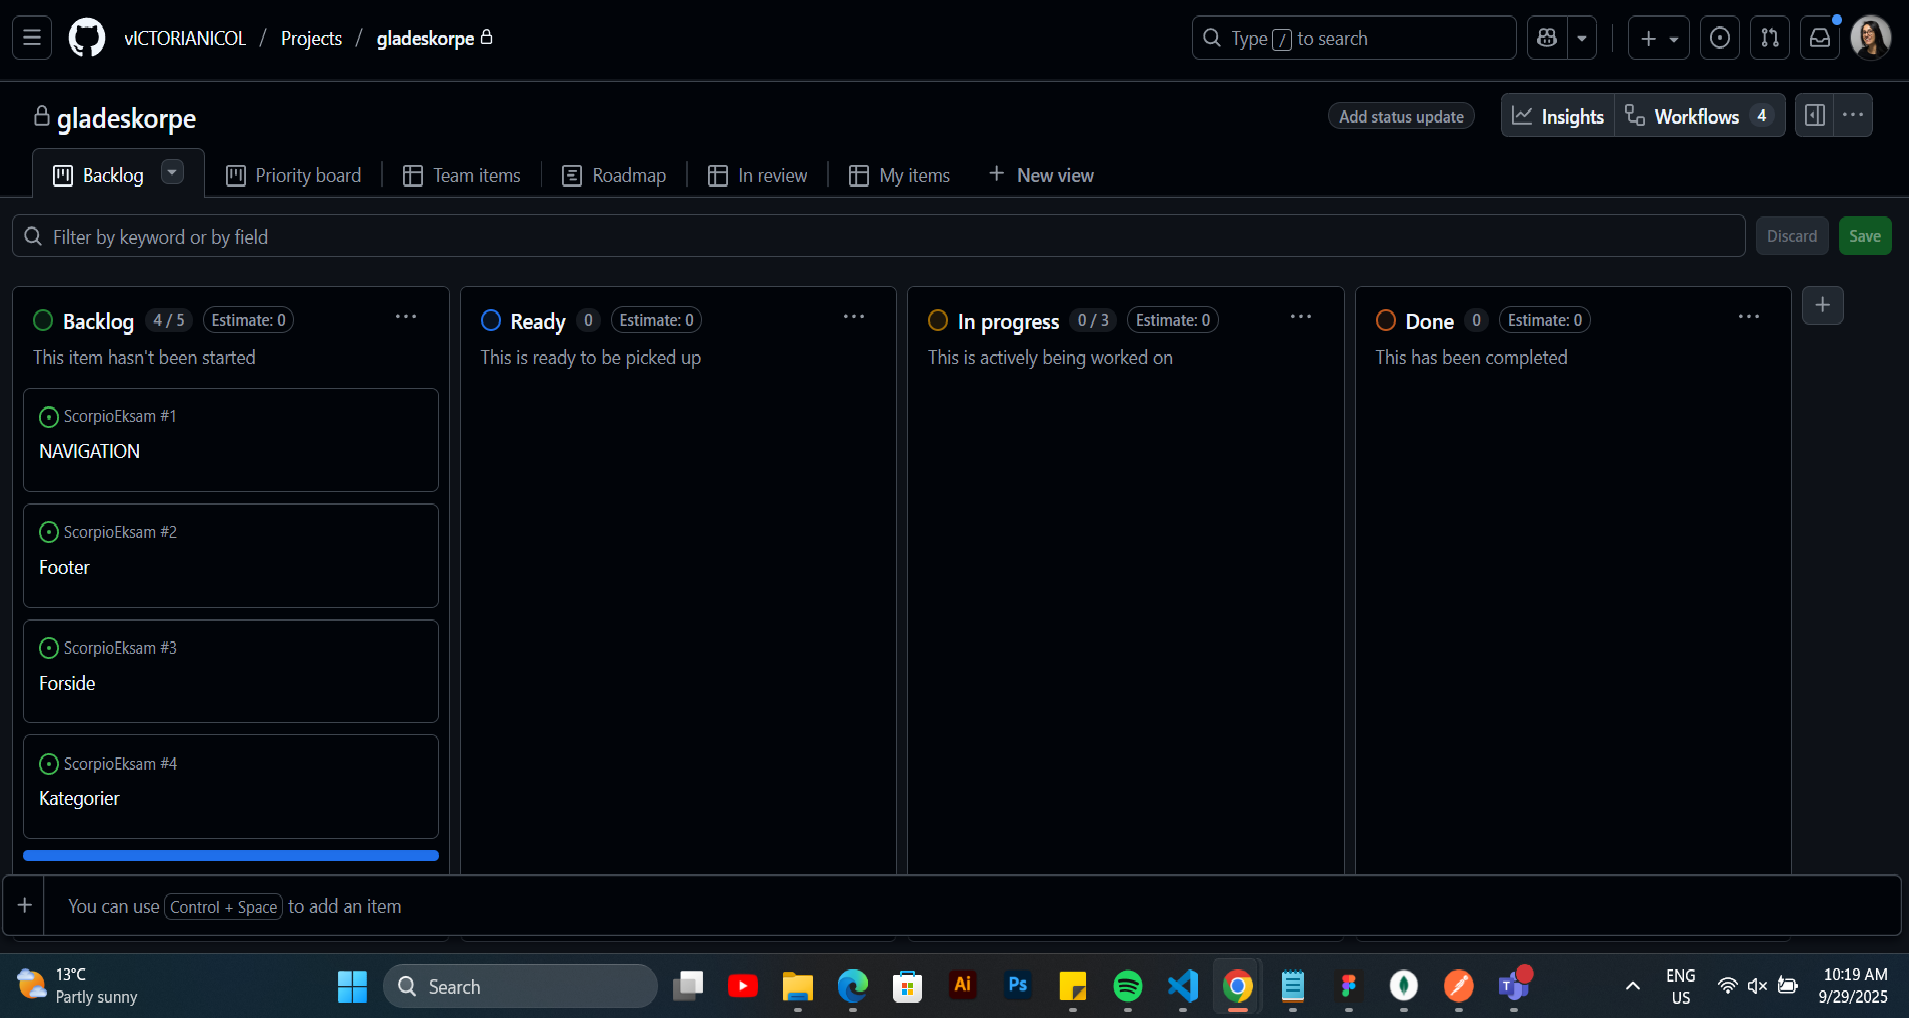 vICTORIANICOL / Projects / gladeskorpe
Type / to search
gladeskorpe
Add status update
Insights
Workflows 4
Backlog
Priority board
Team items
Roadmap
In review
My items
New view
Filter by keyword or by field
Discard
Save
Backlog 4 / 5 Estimate: 0
This item hasn't been started
ScorpioEksam #1
NAVIGATION
ScorpioEksam #2
Footer
ScorpioEksam #3
Forside
ScorpioEksam #4
Kategorier
Ready 0 Estimate: 0
This is ready to be picked up
In progress 0 / 3 Estimate: 0
This is actively being worked on
Done 0 Estimate: 0
This has been completed
You can use Control + Space to add an item
13°C
Partly sunny
Search
Ai
Ps
T
ENG
US
10:19 AM
9/29/2025